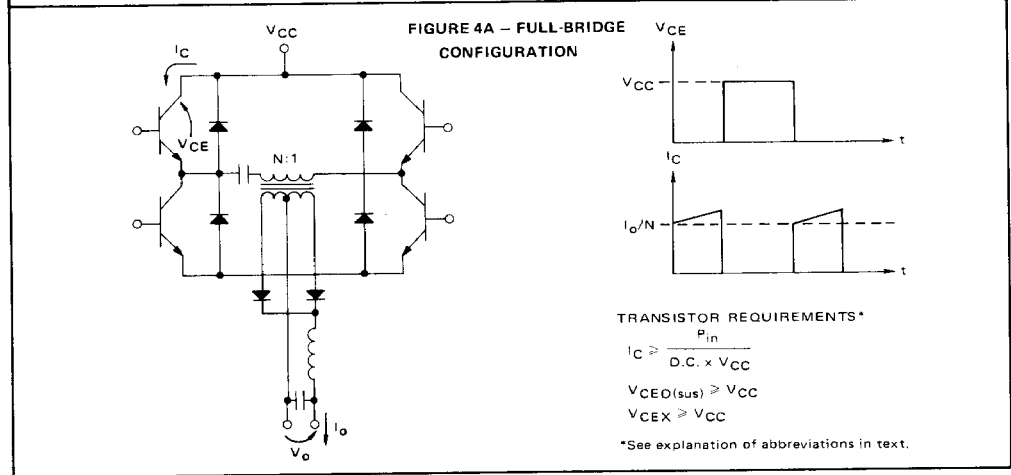 FIGURE 4A – FULL-BRIDGE
CONFIGURATION
VCC
IC
VCE
N:1
Io
Vo
VCE
VCC
t
IC
Io/N
t
TRANSISTOR REQUIREMENTS*
IC ⩾ Pin / D.C. x VCC
VCEO(sus) ⩾ VCC
VCEX ⩾ VCC
*See explanation of abbreviations in text.